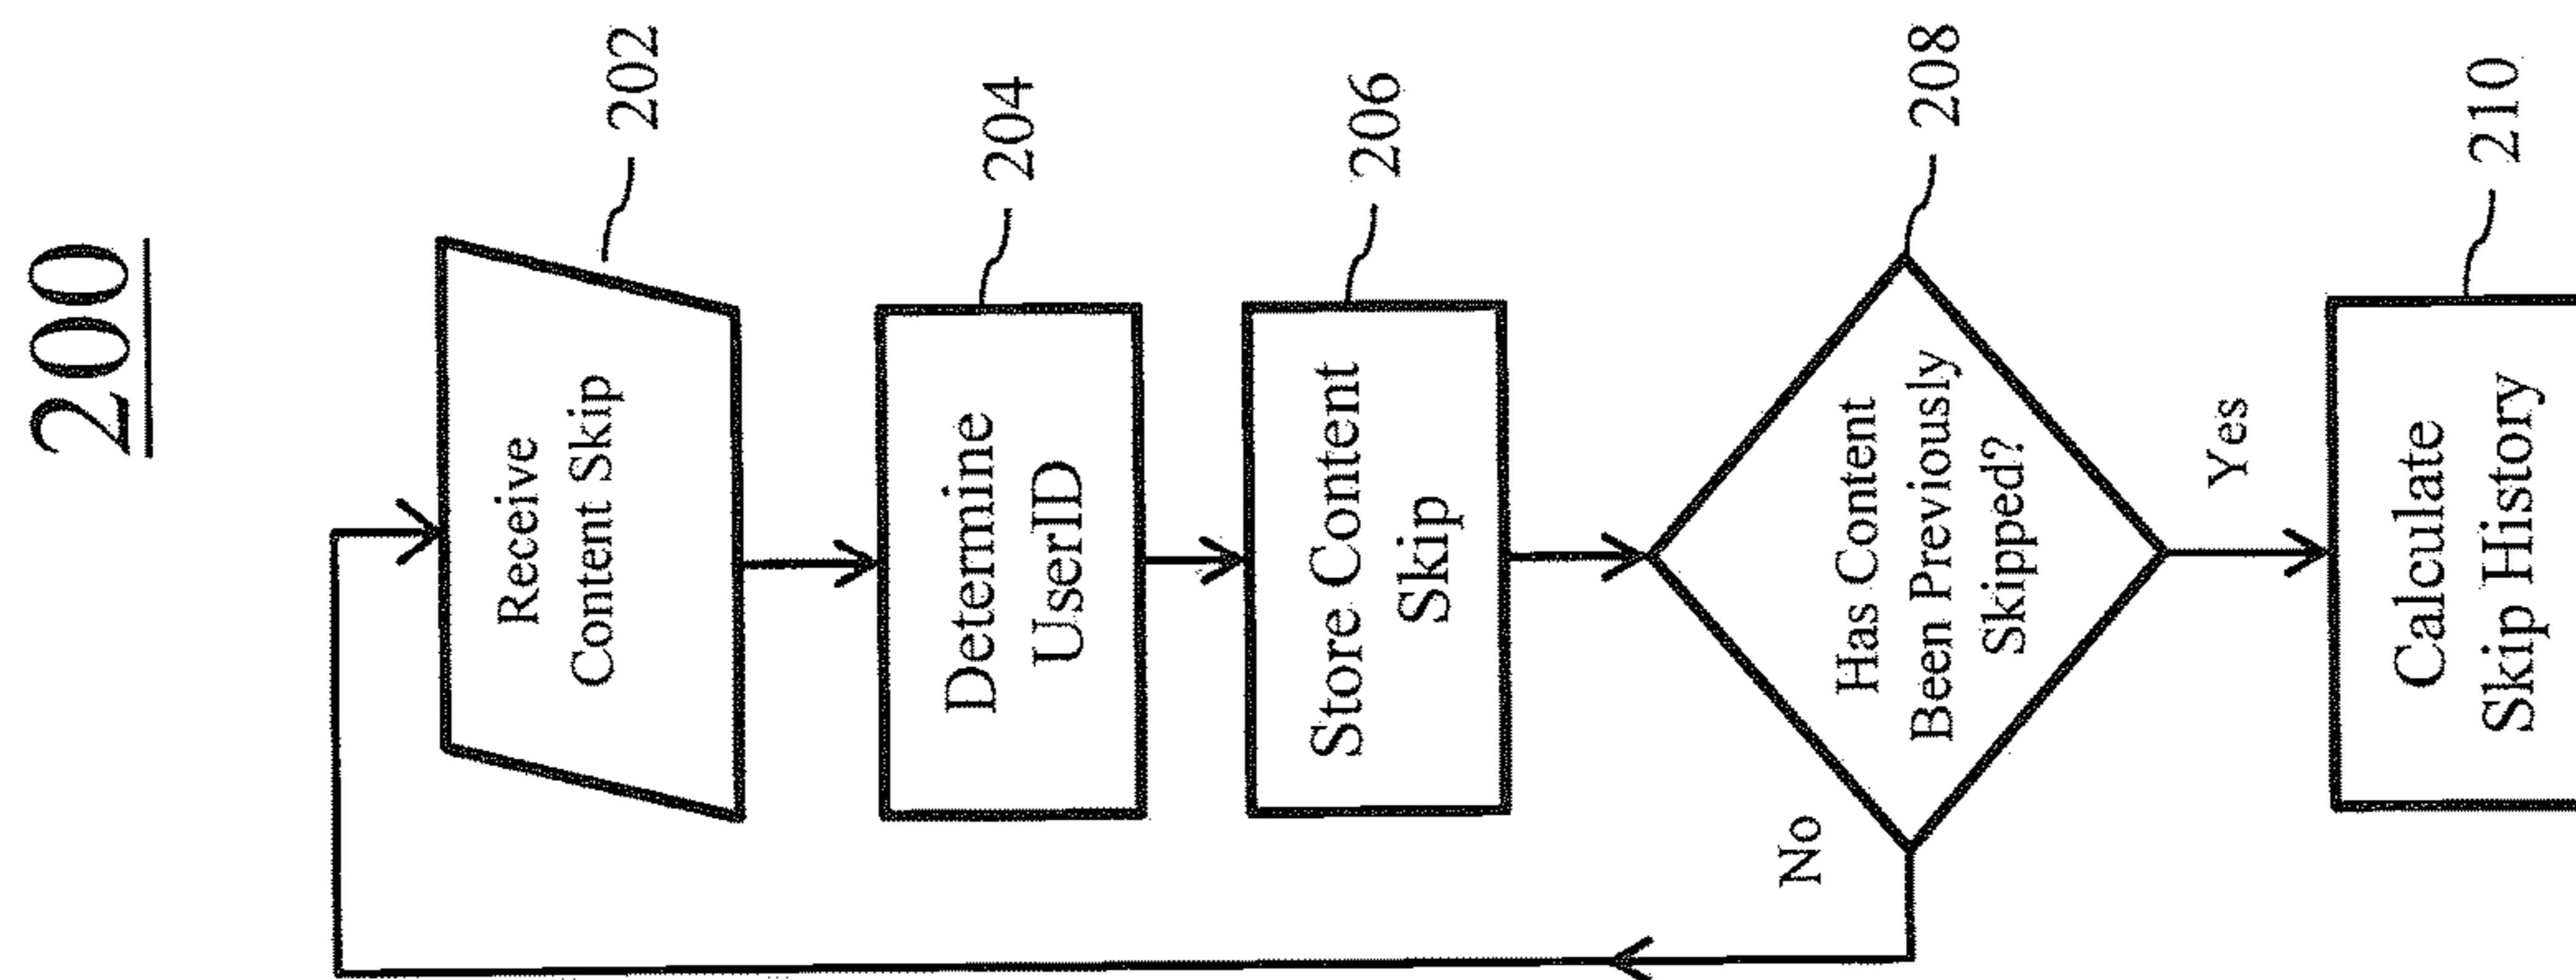 200
Receive
Content Skip
202
Determine
UserID
204
Store Content
Skip
206
Has Content
Been Previously
Skipped?
208
No
Yes
Calculate
Skip History
210